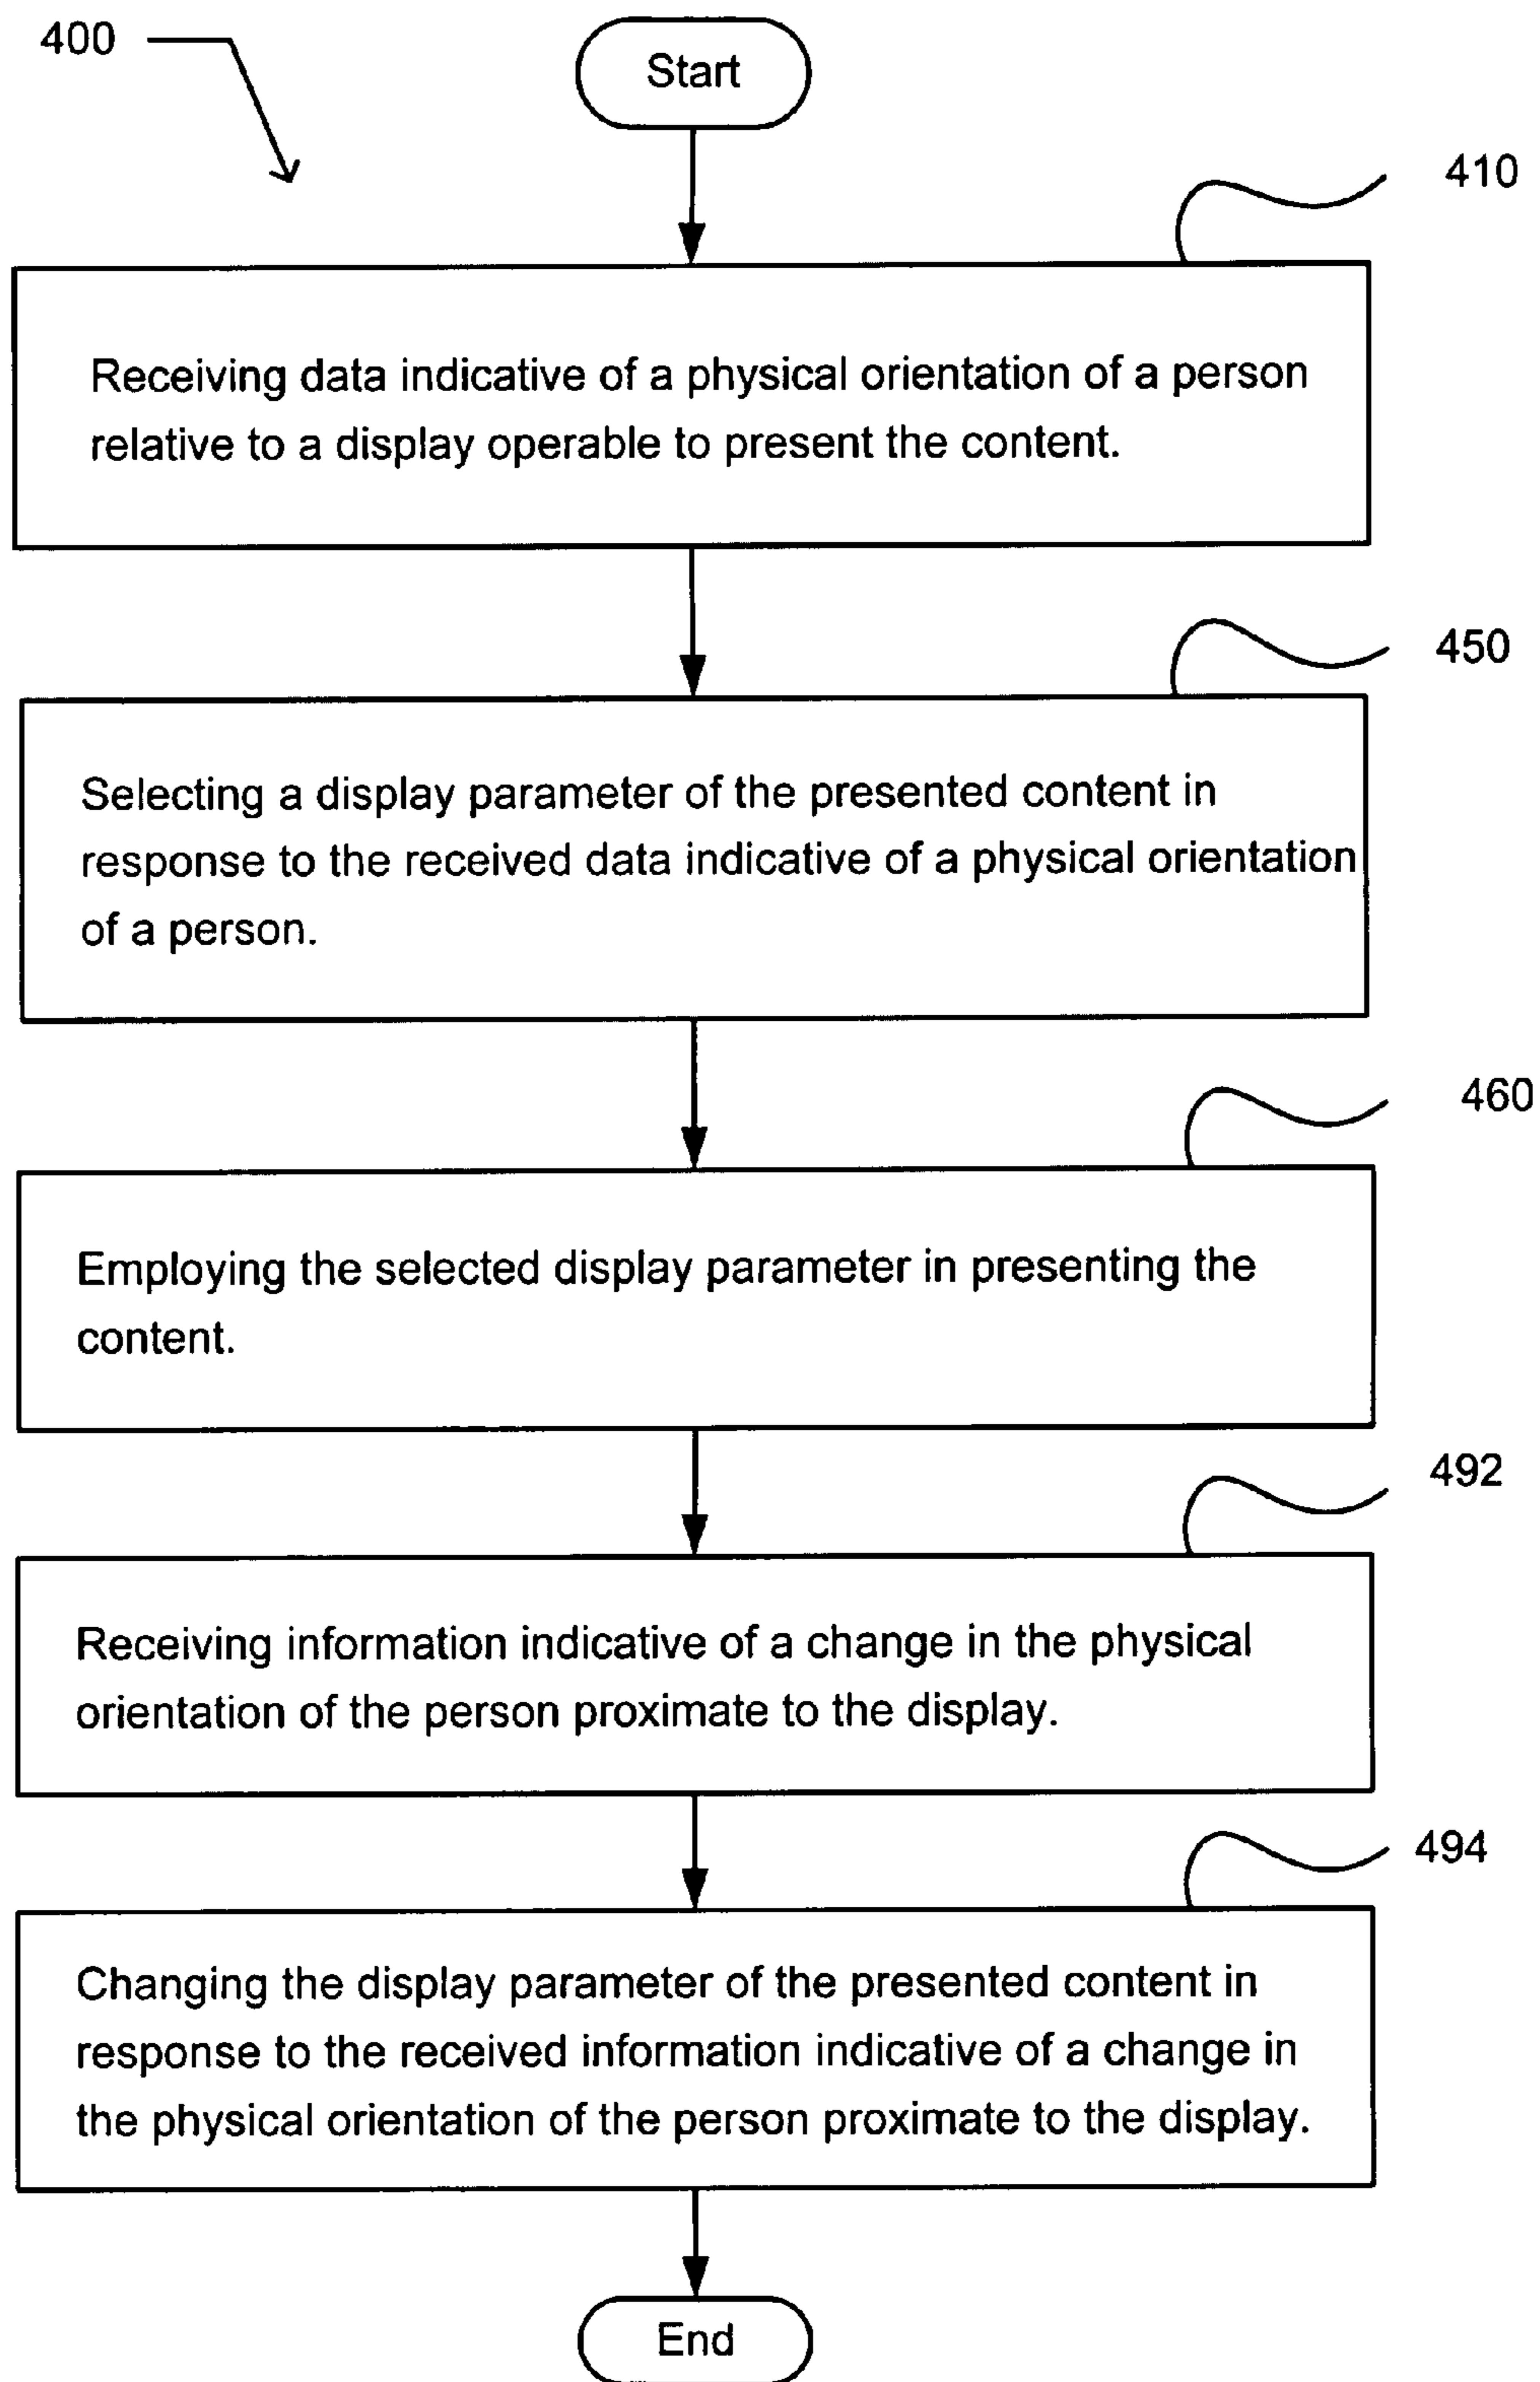 400
Start
410
Receiving data indicative of a physical orientation of a person
relative to a display operable to present the content.
450
Selecting a display parameter of the presented content in
response to the received data indicative of a physical orientation
of a person.
460
Employing the selected display parameter in presenting the
content.
492
Receiving information indicative of a change in the physical
orientation of the person proximate to the display.
494
Changing the display parameter of the presented content in
response to the received information indicative of a change in
the physical orientation of the person proximate to the display.
End